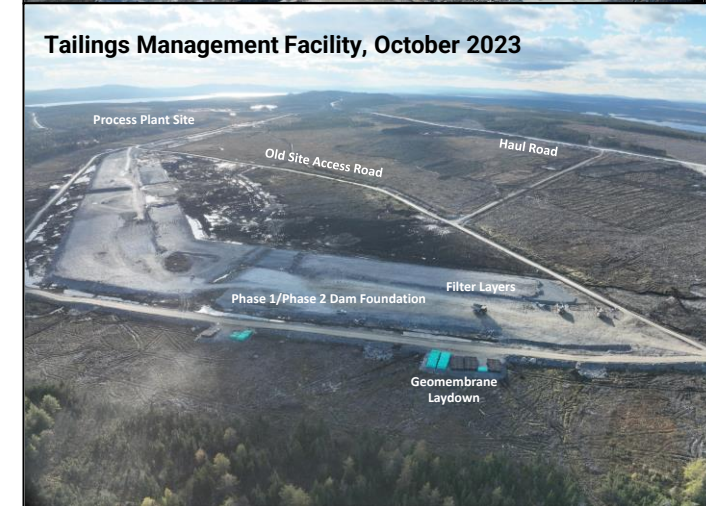 Tailings Management Facility, October 2023
Process Plant Site
Old Site Access Road
Haul Road
Filter Layers
Phase 1/Phase 2 Dam Foundation
Geomembrane
Laydown